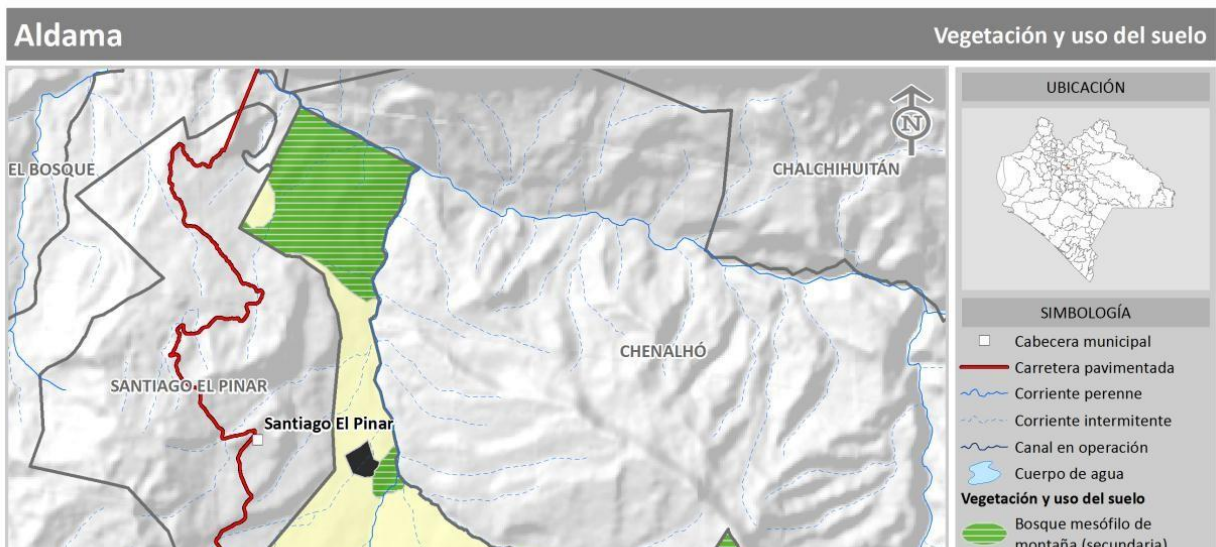 Aldama
Vegetación y uso del suelo
EL BOSQUE
N
CHALCHIHUITÁN
CHENALHÓ
SANTIAGO EL PINAR
Santiago El Pinar
UBICACIÓN
SIMBOLOGÍA
Cabecera municipal
Carretera pavimentada
Corriente perenne
Corriente intermitente
Canal en operación
Cuerpo de agua
Vegetación y uso del suelo
Bosque mesófilo de
montaña (secundaria)